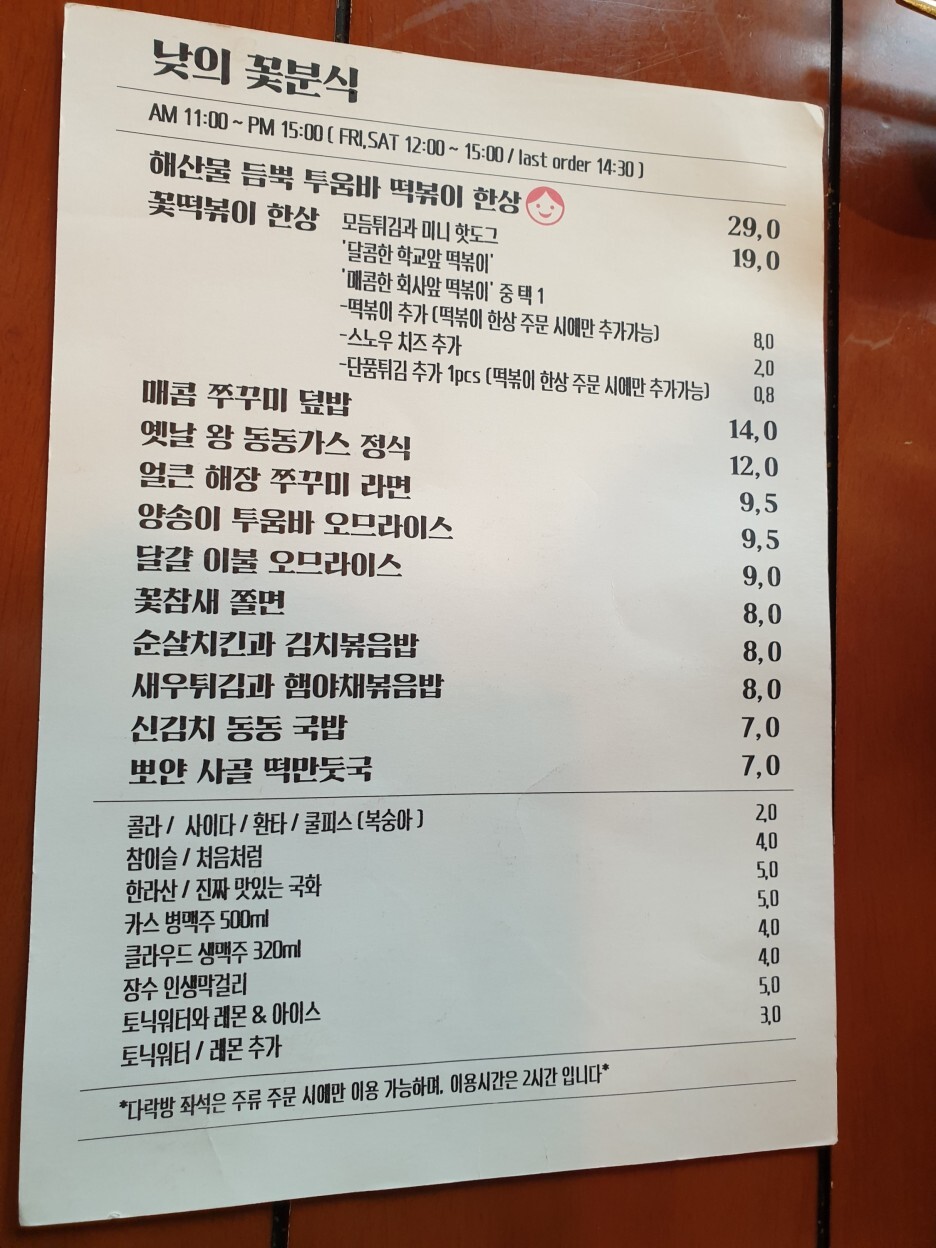 낮의 꽃분식
AM 11:00 ~ PM 15:00 ( FRI,SAT 12:00 ~ 15:00 / last order 14:30 )
해산물 듬뿍 투움바 떡볶이 한상 29,0
꽃떡볶이 한상 모듬튀김과 미니 핫도그 19,0
'달콤한 학교앞 떡볶이'
'매콤한 회사앞 떡볶이' 중 택 1
-떡볶이 추가 (떡볶이 한상 주문 시에만 추가가능) 8,0
-스노우 치즈 추가 2,0
-단품튀김 추가 1pcs (떡볶이 한상 주문 시에만 추가가능) 0,8
매콤 쭈꾸미 덮밥 14,0
옛날 왕 동동가스 정식 12,0
얼큰 해장 쭈꾸미 라면 9,5
양송이 투움바 오므라이스 9,5
달걀 이불 오므라이스 9,0
꽃참새 쫄면 8,0
순살치킨과 김치볶음밥 8,0
새우튀김과 햄야채볶음밥 8,0
신김치 동동 국밥 7,0
뽀얀 사골 떡만둣국 7,0
콜라 / 사이다 / 환타 / 쿨피스 (복숭아) 2,0
참이슬 / 처음처럼 4,0
한라산 / 진짜 맛있는 국화 5,0
카스 병맥주 500ml 5,0
클라우드 생맥주 320ml 4,0
장수 인생막걸리 4,0
토닉워터와 레몬 & 아이스 5,0
토닉워터 / 레몬 추가 3,0
*다락방 좌석은 주류 주문 시에만 이용 가능하며, 이용시간은 2시간 입니다*